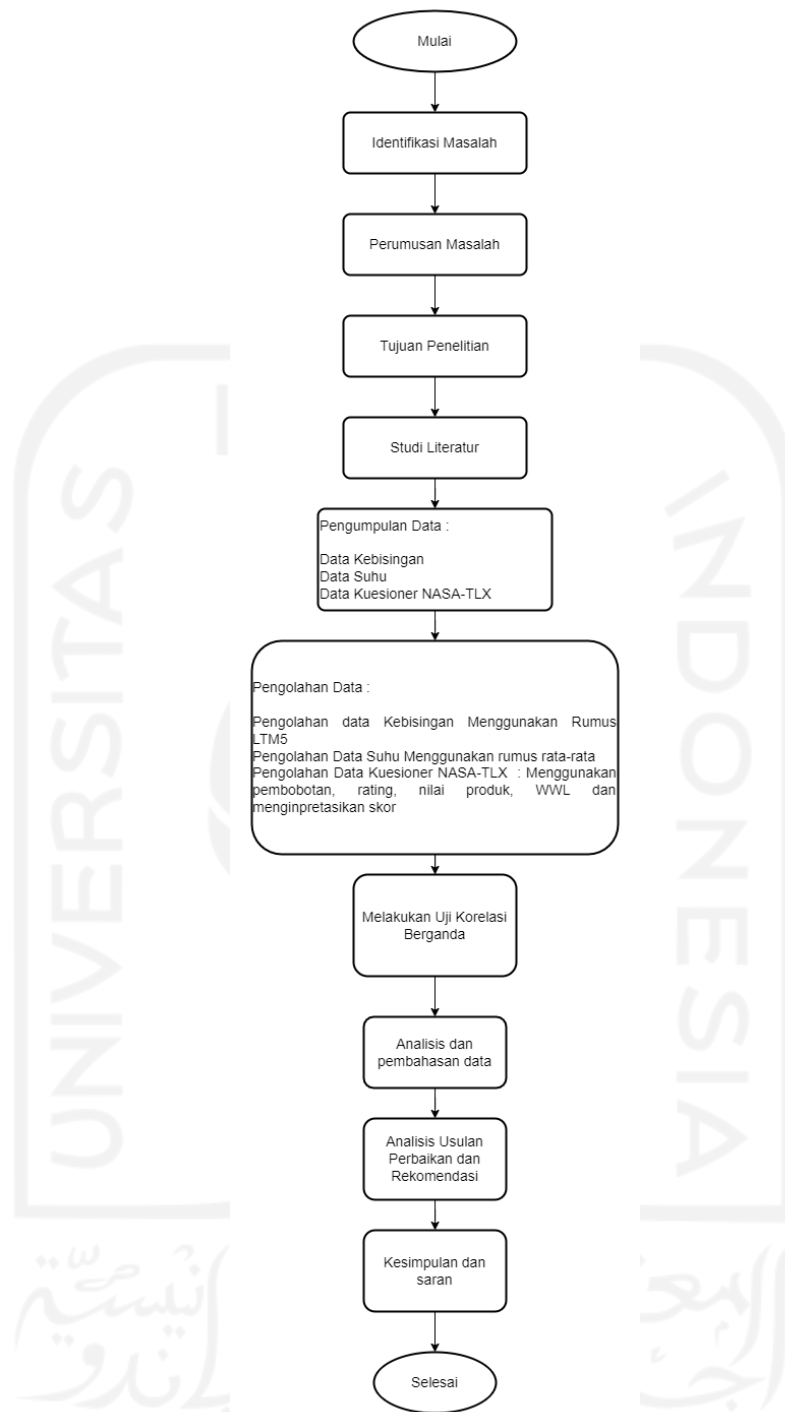 Mulai
Identifikasi Masalah
Perumusan Masalah
Tujuan Penelitian
Studi Literatur
Pengumpulan Data :
Data Kebisingan
Data Suhu
Data Kuesioner NASA-TLX
Pengolahan Data :
Pengolahan data Kebisingan Menggunakan Rumus
LTM5
Pengolahan Data Suhu Menggunakan rumus rata-rata
Pengolahan Data Kuesioner NASA-TLX : Menggunakan
pembobotan, rating, nilai produk, WWL dan
menginpretasikan skor
Melakukan Uji Korelasi
Berganda
Analisis dan
pembahasan data
Analisis Usulan
Perbaikan dan
Rekomendasi
Kesimpulan dan
saran
Selesai
UNIVERSITAS
INDONESIA